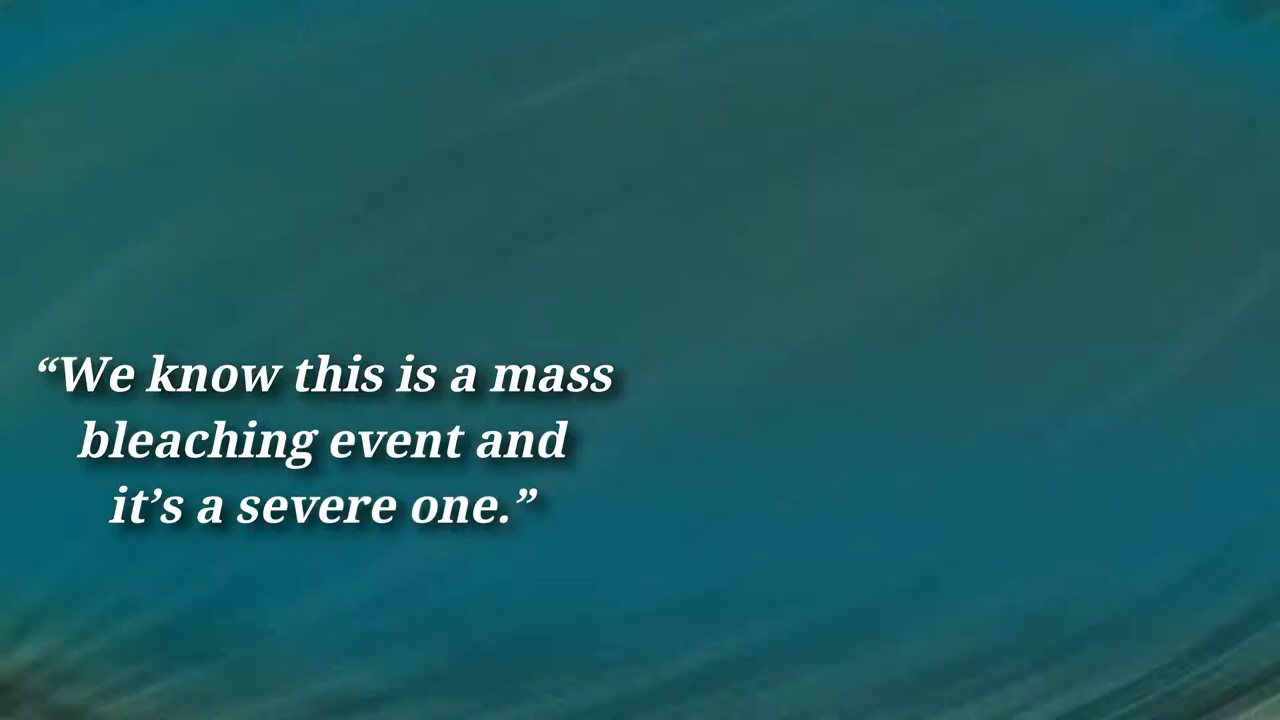 “We know this is a mass
bleaching event and
it’s a severe one.”